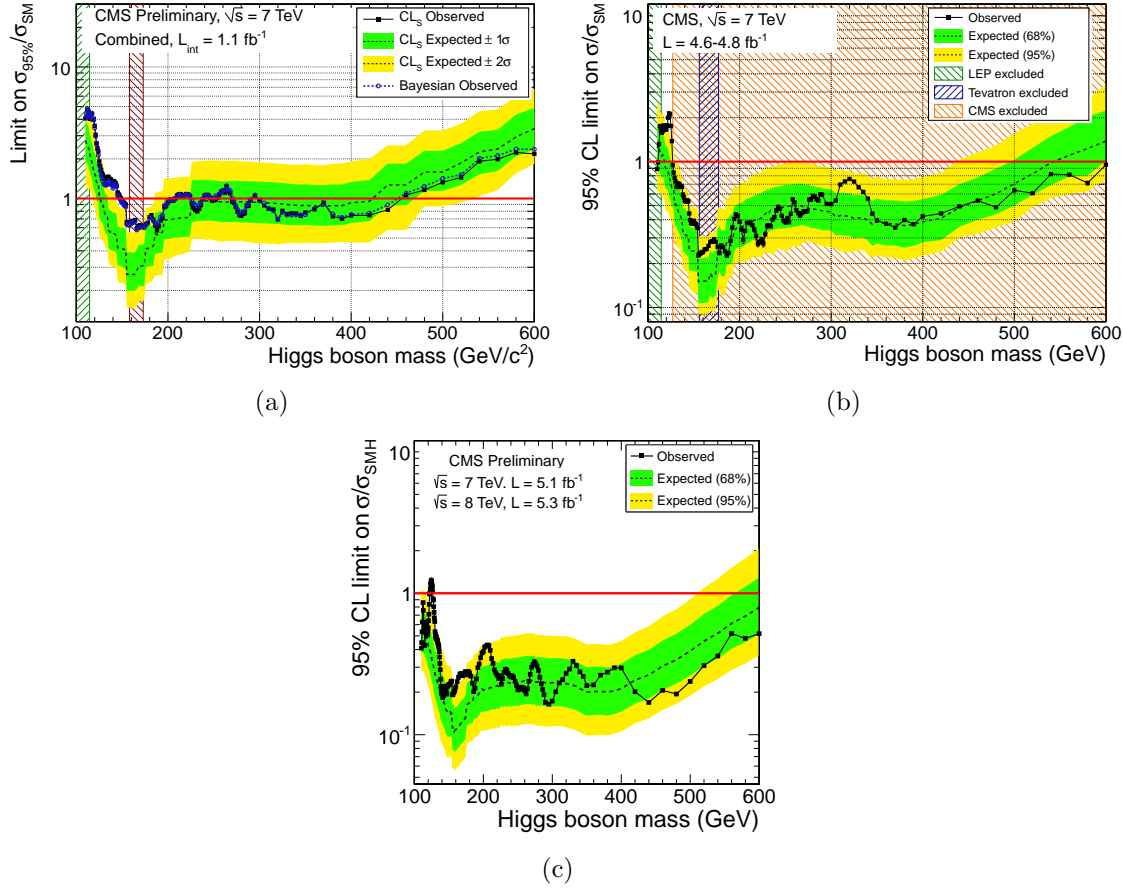 CMS Preliminary, √s = 7 TeV
Combined, L_int = 1.1 fb^-1
CL_S Observed
CL_S Expected ± 1σ
CL_S Expected ± 2σ
Bayesian Observed
Limit on σ_95%/σ_SM
10
1
100 200 300 400 500 600
Higgs boson mass (GeV/c^2)
(a)
CMS, √s = 7 TeV
L = 4.6-4.8 fb^-1
Observed
Expected (68%)
Expected (95%)
LEP excluded
Tevatron excluded
CMS excluded
95% CL limit on σ/σ_SM
10
1
10^-1
100 200 300 400 500 600
Higgs boson mass (GeV)
(b)
CMS Preliminary
√s = 7 TeV. L = 5.1 fb^-1
√s = 8 TeV, L = 5.3 fb^-1
Observed
Expected (68%)
Expected (95%)
95% CL limit on σ/σ_SMH
10
1
10^-1
100 200 300 400 500 600
Higgs boson mass (GeV)
(c)